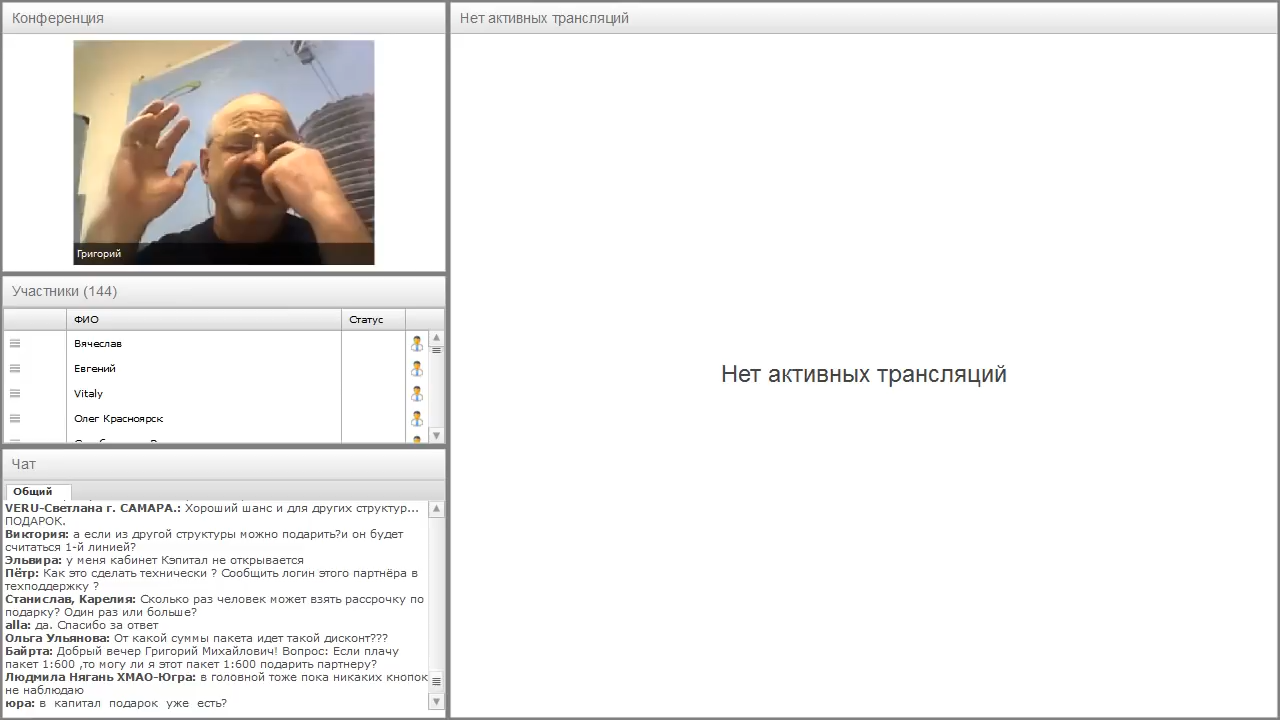 Конференция
Нет активных трансляций
Григорий
Участники (144)
ФИО
Статус
Вячеслав
Евгений
Vitaly
Олег Красноярск
Чат
Общий
VERU-Светлана г. САМАРА.: Хороший шанс и для других структур...
ПОДАРОК.
Виктория: а если из другой структуры можно подарить?и он будет
считаться 1-й линией?
Эльвира: у меня кабинет Кэпитал не открывается
Пётр: Как это сделать технически ? Сообщить логин этого партнёра в
техподдержку ?
Станислав, Карелия: Сколько раз человек может взять рассрочку по
подарку? Один раз или больше?
alla: да. Спасибо за ответ
Ольга Ульянова: От какой суммы пакета идет такой дисконт???
Байрта: Добрый вечер Григорий Михайлович! Вопрос: Если плачу
пакет 1:600 ,то могу ли я этот пакет 1:600 подарить партнеру?
Людмила Нягань ХМАО-Югра: в головной тоже пока никаких кнопок
не наблюдаю
юра: в капитал подарок уже есть?
Нет активных трансляций